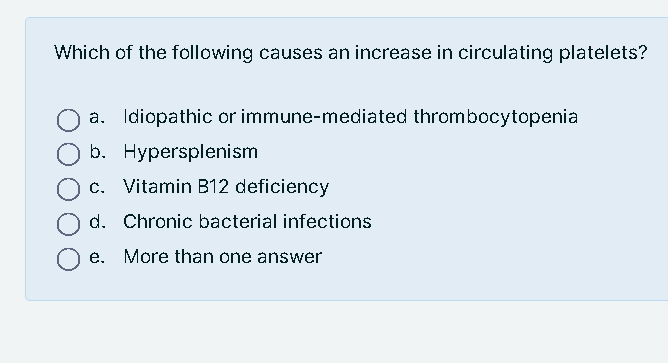 Which of the following causes an increase in circulating platelets?
a. Idiopathic or immune-mediated thrombocytopenia
b. Hypersplenism
c. Vitamin B12 deficiency
d. Chronic bacterial infections
e. More than one answer